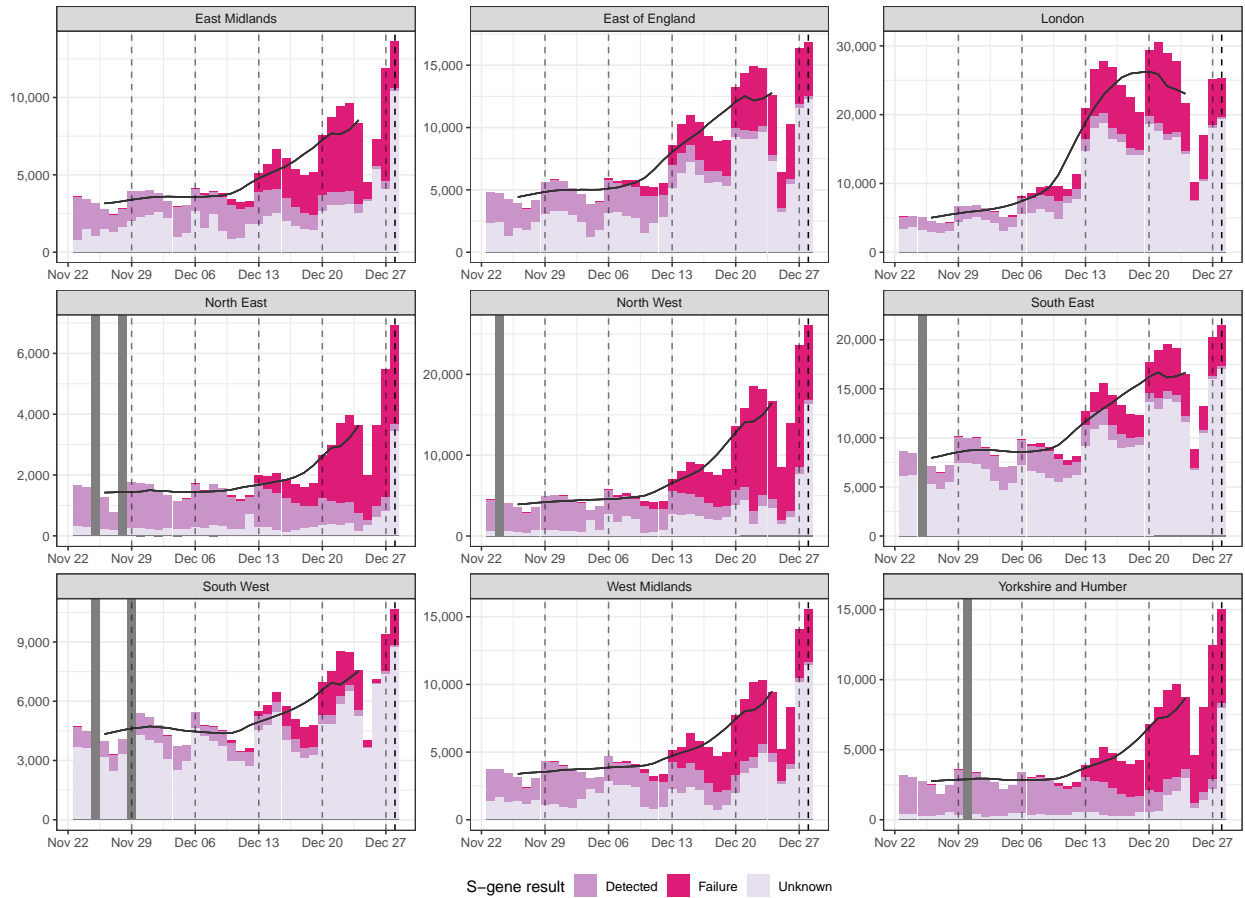 East Midlands
East of England
London
10,000
5,000
0
15,000
10,000
5,000
0
30,000
20,000
10,000
0
Nov 22 Nov 29 Dec 06 Dec 13 Dec 20 Dec 27
Nov 22 Nov 29 Dec 06 Dec 13 Dec 20 Dec 27
Nov 22 Nov 29 Dec 06 Dec 13 Dec 20 Dec 27
North East
North West
South East
6,000
4,000
2,000
0
20,000
10,000
0
20,000
15,000
10,000
5,000
0
Nov 22 Nov 29 Dec 06 Dec 13 Dec 20 Dec 27
Nov 22 Nov 29 Dec 06 Dec 13 Dec 20 Dec 27
Nov 22 Nov 29 Dec 06 Dec 13 Dec 20 Dec 27
South West
West Midlands
Yorkshire and Humber
9,000
6,000
3,000
0
15,000
10,000
5,000
0
15,000
10,000
5,000
0
Nov 22 Nov 29 Dec 06 Dec 13 Dec 20 Dec 27
Nov 22 Nov 29 Dec 06 Dec 13 Dec 20 Dec 27
Nov 22 Nov 29 Dec 06 Dec 13 Dec 20 Dec 27
S−gene result Detected Failure Unknown